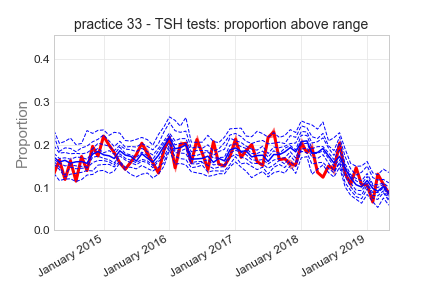 practice 33 - TSH tests: proportion above range
Proportion
0.4
0.3
0.2
0.1
0.0
January 2015
January 2016
January 2017
January 2018
January 2019